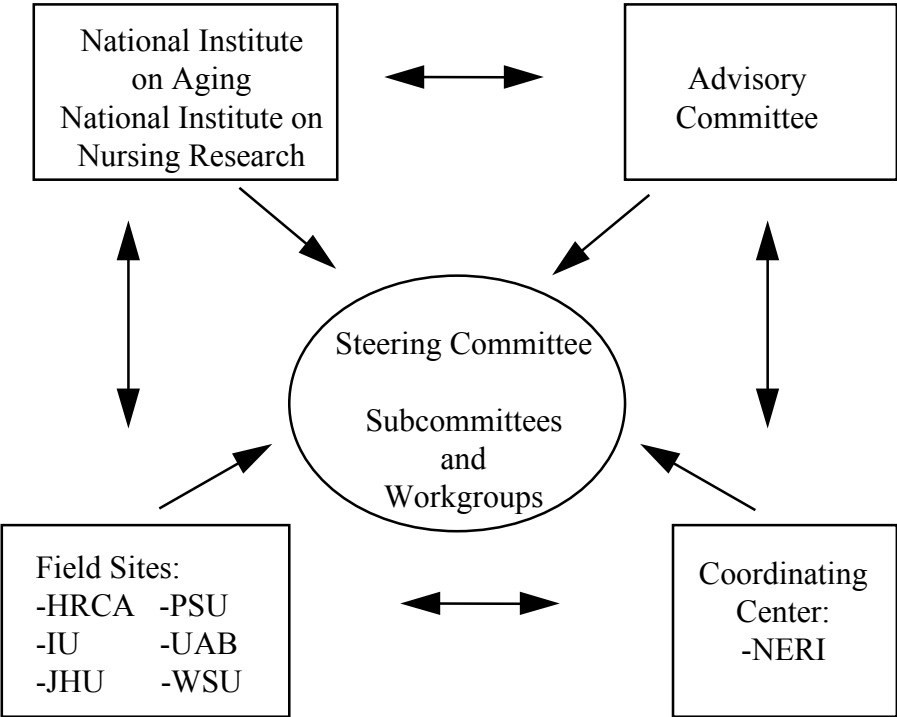 National Institute
on Aging
National Institute on
Nursing Research
Advisory
Committee
Steering Committee
Subcommittees
and
Workgroups
Field Sites:
-HRCA -PSU
-IU -UAB
-JHU -WSU
Coordinating
Center:
-NERI